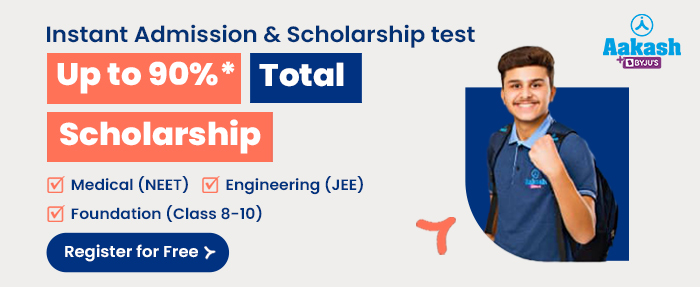 Instant Admission & Scholarship test
Up to 90%* Total
Scholarship
Medical (NEET) Engineering (JEE)
Foundation (Class 8-10)
Register for Free
Aakash
+ BYJU'S